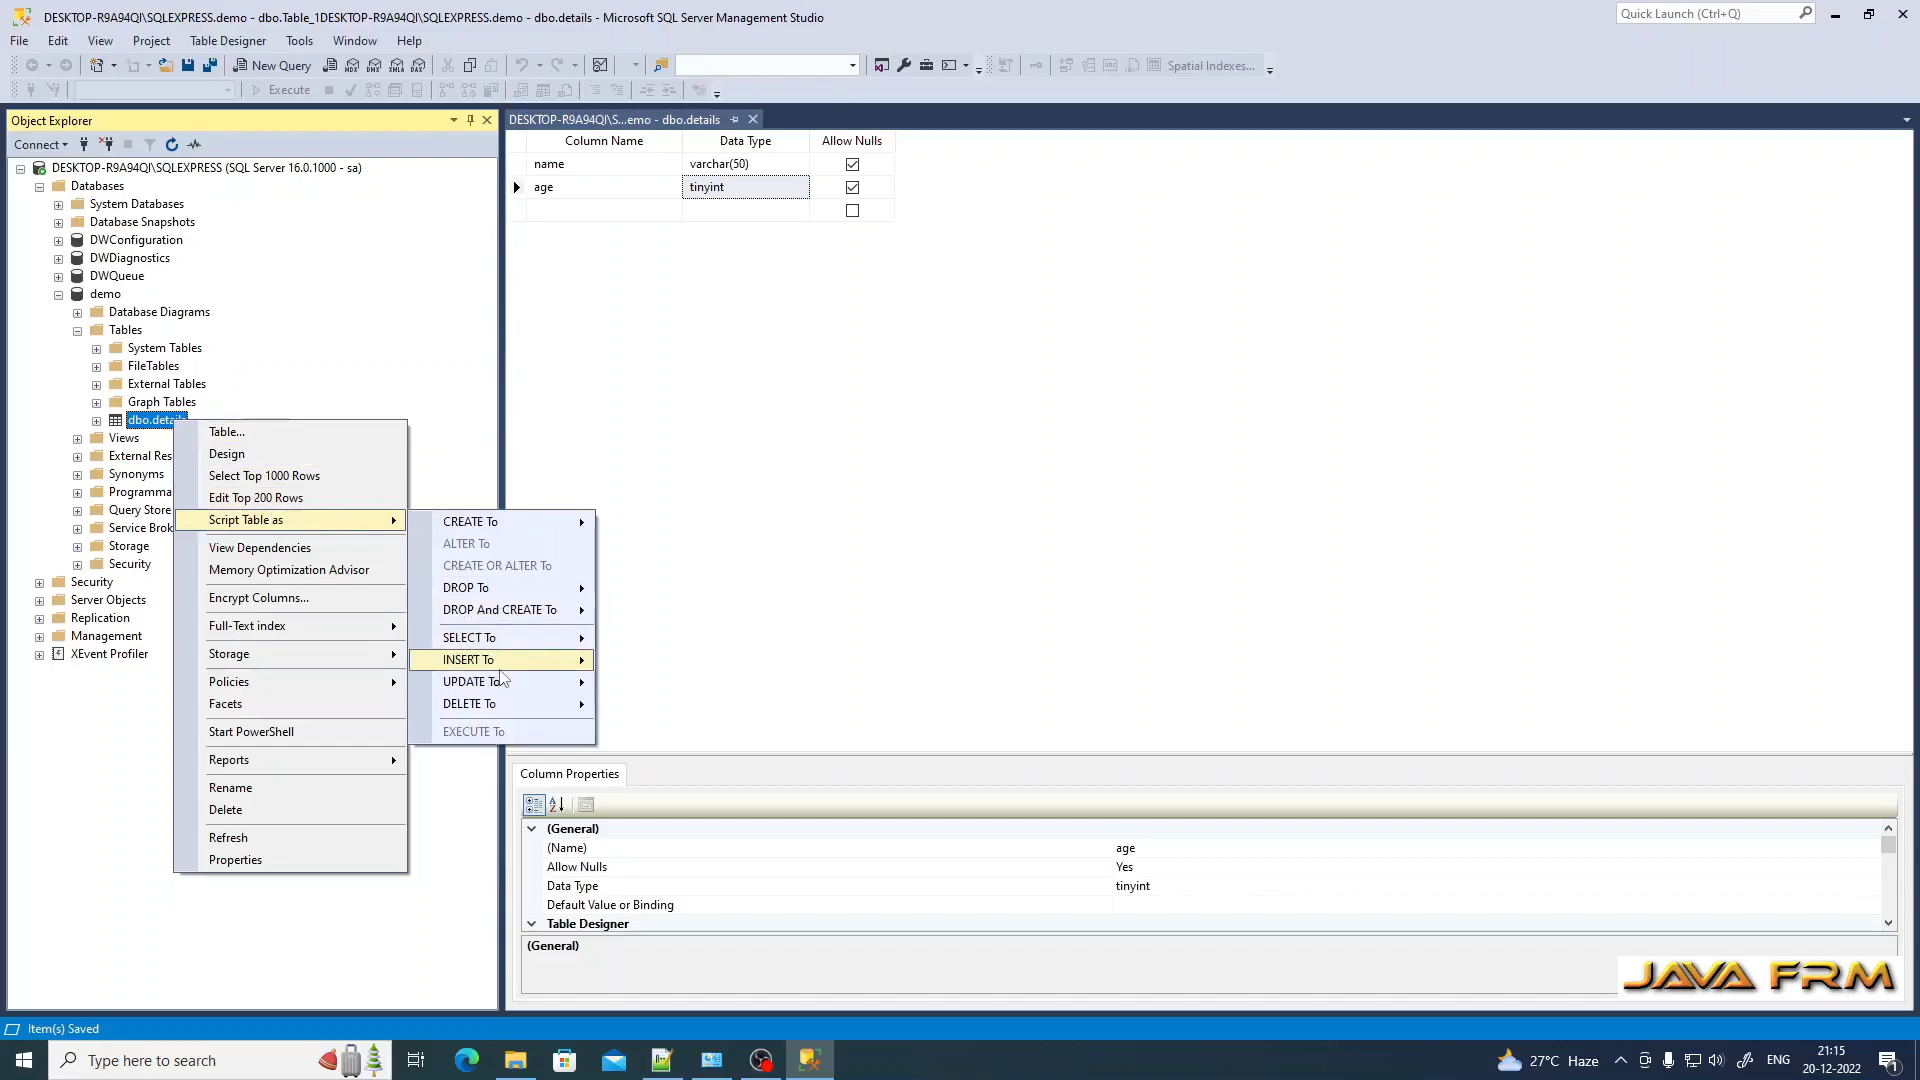 DESKTOP-R9A94QI\SQLEXPRESS.demo - dbo.Table_1DESKTOP-R9A94QI\SQLEXPRESS.demo - dbo.details - Microsoft SQL Server Management Studio
Quick Launch (Ctrl+Q)
File Edit View Project Table Designer Tools Window Help
New Query
MDX DMX XMLA DAX
Spatial Indexes...
Execute
Object Explorer
DESKTOP-R9A94QI\S...emo - dbo.details
Connect
Column Name Data Type Allow Nulls
name varchar(50)
age tinyint
DESKTOP-R9A94QI\SQLEXPRESS (SQL Server 16.0.1000 - sa)
Databases
System Databases
Database Snapshots
DWConfiguration
DWDiagnostics
DWQueue
demo
Database Diagrams
Tables
System Tables
FileTables
External Tables
Graph Tables
dbo.details
Views
External Res
Synonyms
Programma
Query Store
Service Brok
Storage
Security
Security
Server Objects
Replication
Management
XEvent Profiler
Table...
Design
Select Top 1000 Rows
Edit Top 200 Rows
Script Table as
View Dependencies
Memory Optimization Advisor
Encrypt Columns...
Full-Text index
Storage
Policies
Facets
Start PowerShell
Reports
Rename
Delete
Refresh
Properties
CREATE To
ALTER To
CREATE OR ALTER To
DROP To
DROP And CREATE To
SELECT To
INSERT To
UPDATE To
DELETE To
EXECUTE To
Column Properties
(General)
(Name) age
Allow Nulls Yes
Data Type tinyint
Default Value or Binding
Table Designer
(General)
JAVA FRM
Item(s) Saved
Type here to search
27°C Haze
ENG
21:15
20-12-2022
1